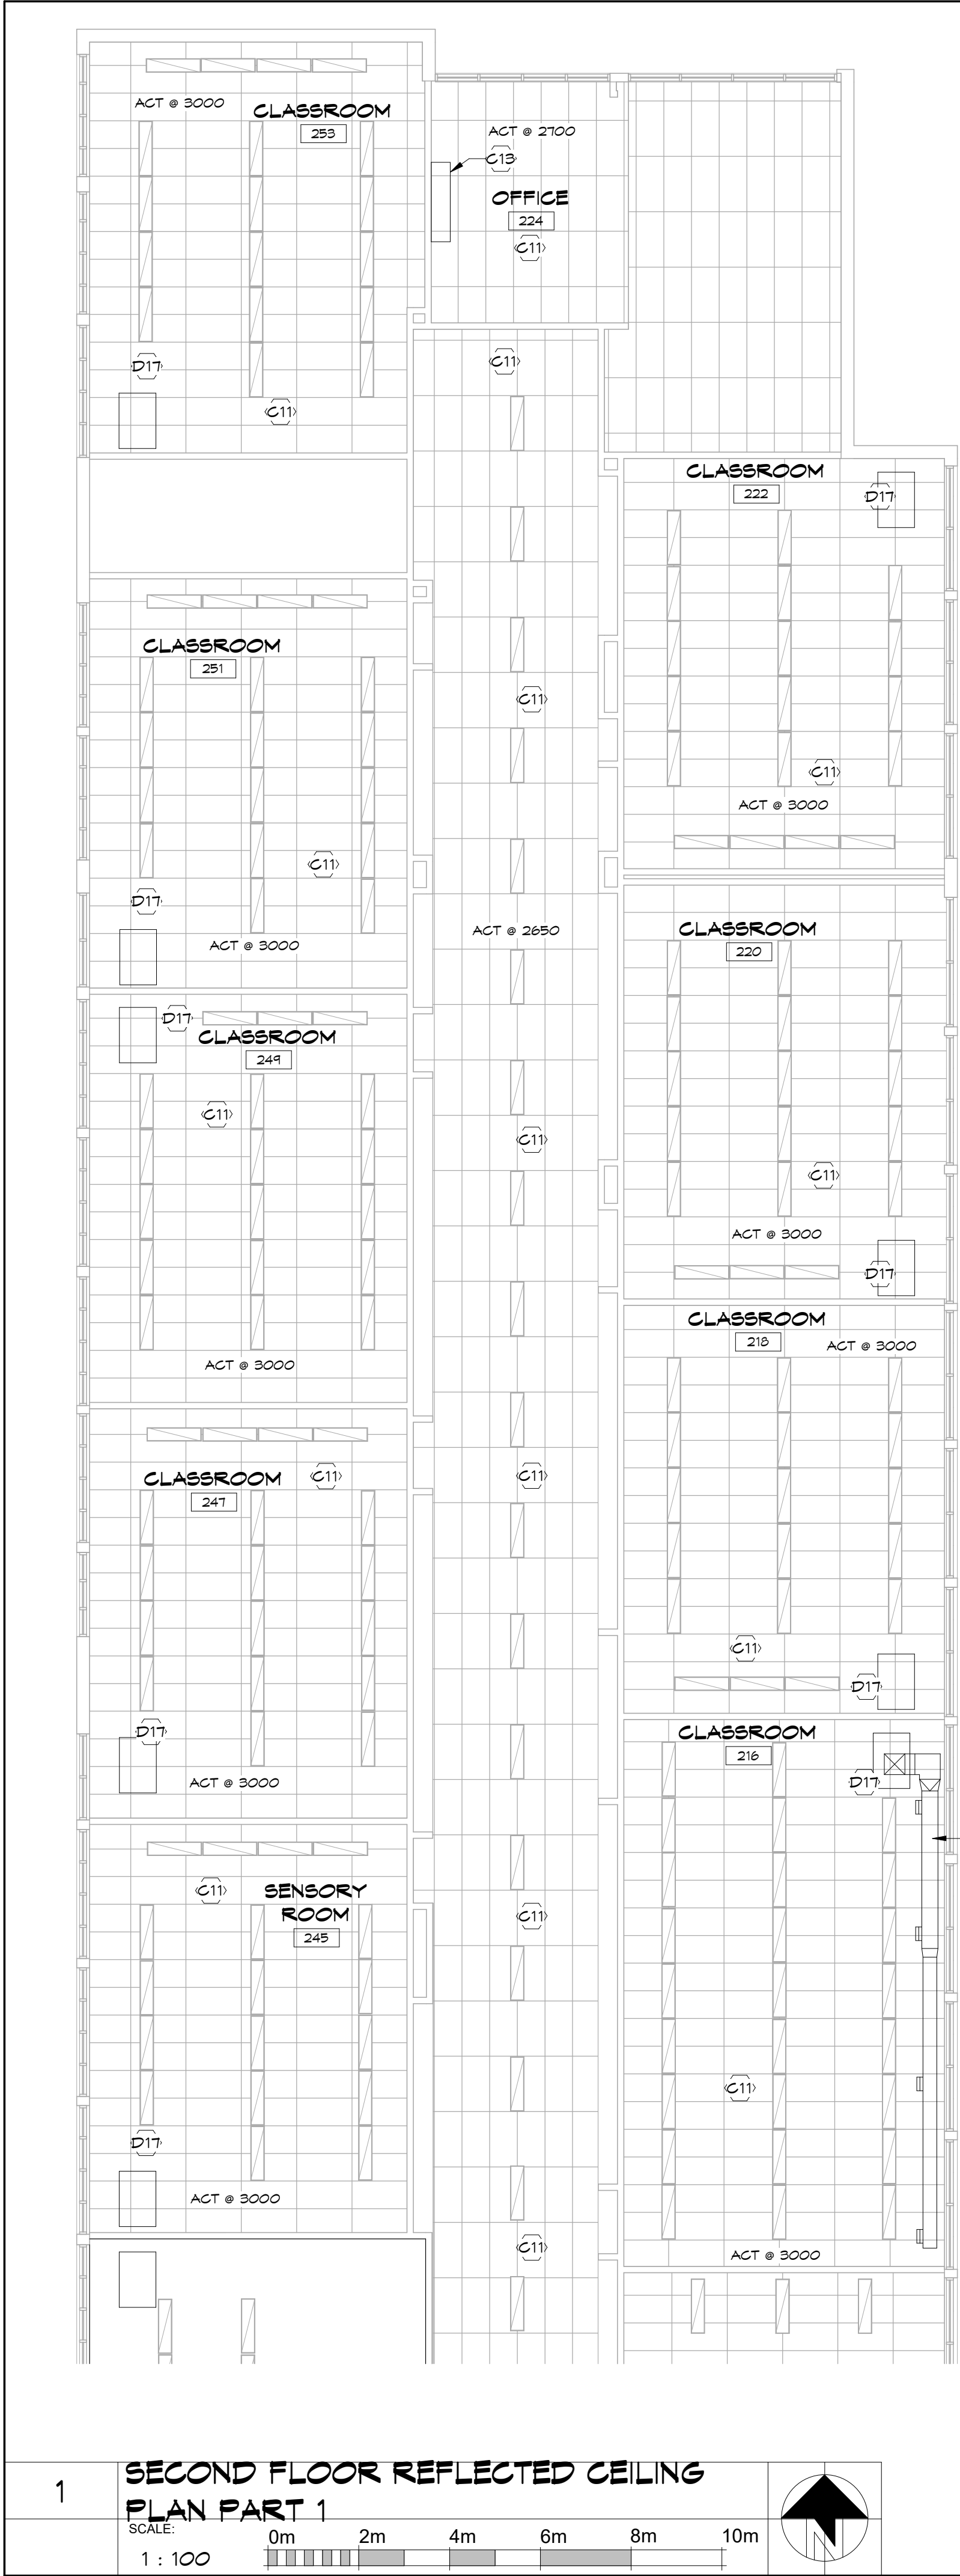 ACT @ 3000
CLASSROOM
253
D17
C11
ACT @ 2700
C13
OFFICE
224
C11
C11
CLASSROOM
222
D17
C11
ACT @ 3000
CLASSROOM
251
C11
D17
ACT @ 3000
C11
ACT @ 2650
CLASSROOM
220
C11
ACT @ 3000
D17
D17
CLASSROOM
249
C11
ACT @ 3000
C11
CLASSROOM
218
ACT @ 3000
C11
D17
C11
CLASSROOM
247
D17
ACT @ 3000
C11
CLASSROOM
216
D17
C11
ACT @ 3000
C11
SENSORY
ROOM
245
D17
ACT @ 3000
C11
C11
1
SECOND FLOOR REFLECTED CEILING
PLAN PART 1
SCALE:
1 : 100
0m 2m 4m 6m 8m 10m
N